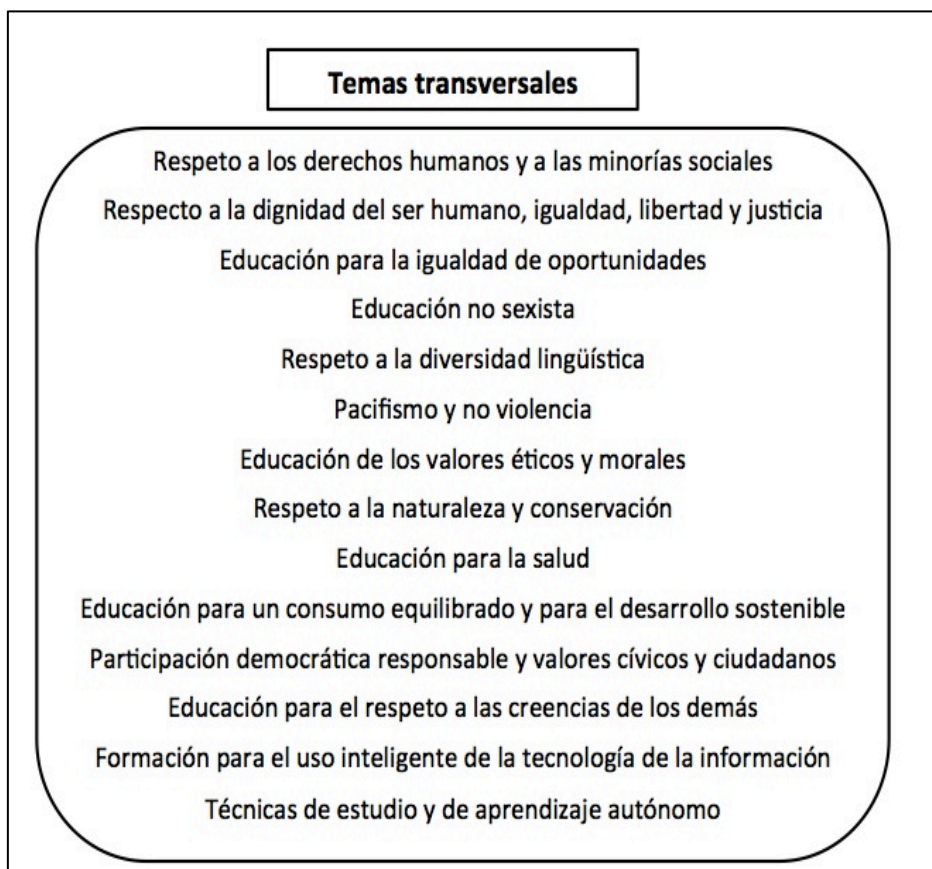 Temas transversales
Respeto a los derechos humanos y a las minorías sociales
Respecto a la dignidad del ser humano, igualdad, libertad y justicia
Educación para la igualdad de oportunidades
Educación no sexista
Respeto a la diversidad lingüística
Pacifismo y no violencia
Educación de los valores éticos y morales
Respeto a la naturaleza y conservación
Educación para la salud
Educación para un consumo equilibrado y para el desarrollo sostenible
Participación democrática responsable y valores cívicos y ciudadanos
Educación para el respeto a las creencias de los demás
Formación para el uso inteligente de la tecnología de la información
Técnicas de estudio y de aprendizaje autónomo